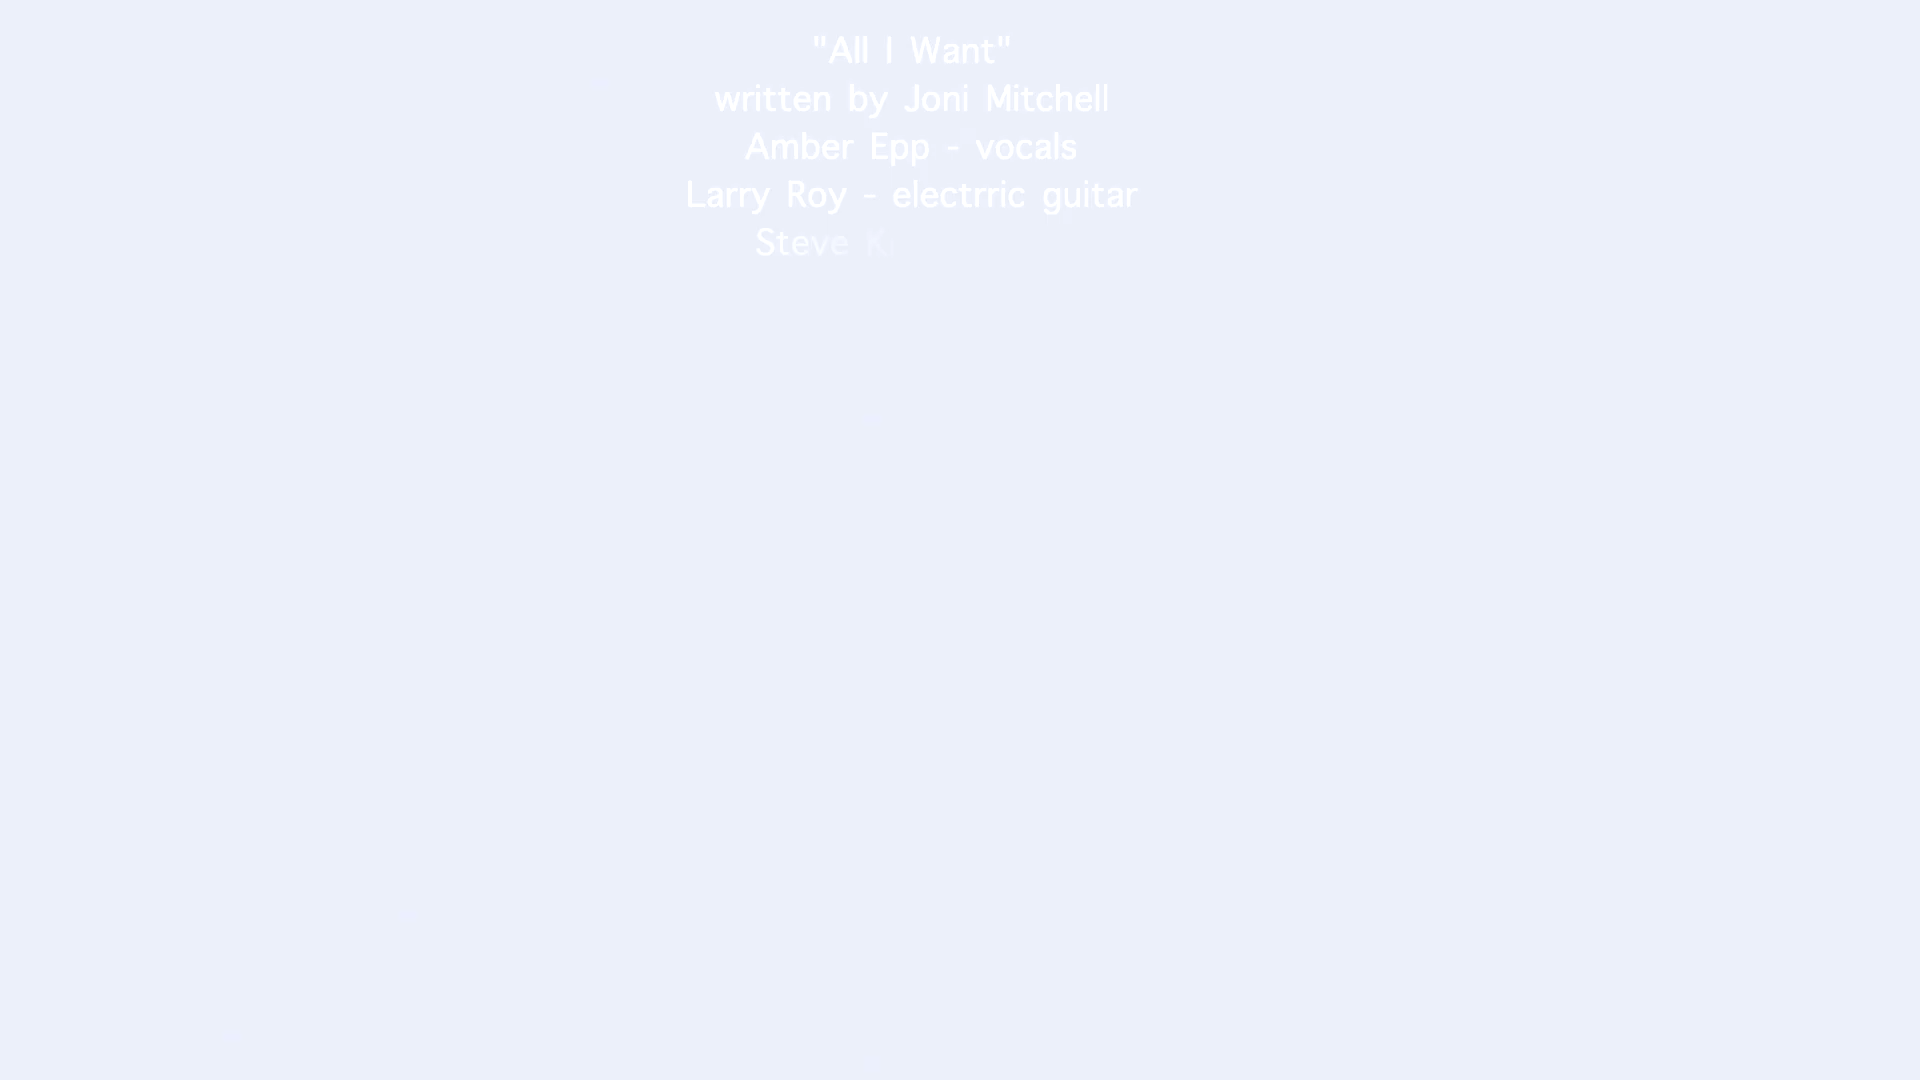 "All I Want"
written by Joni Mitchell
Amber Epp - vocals
Larry Roy - electrric guitar
Steve